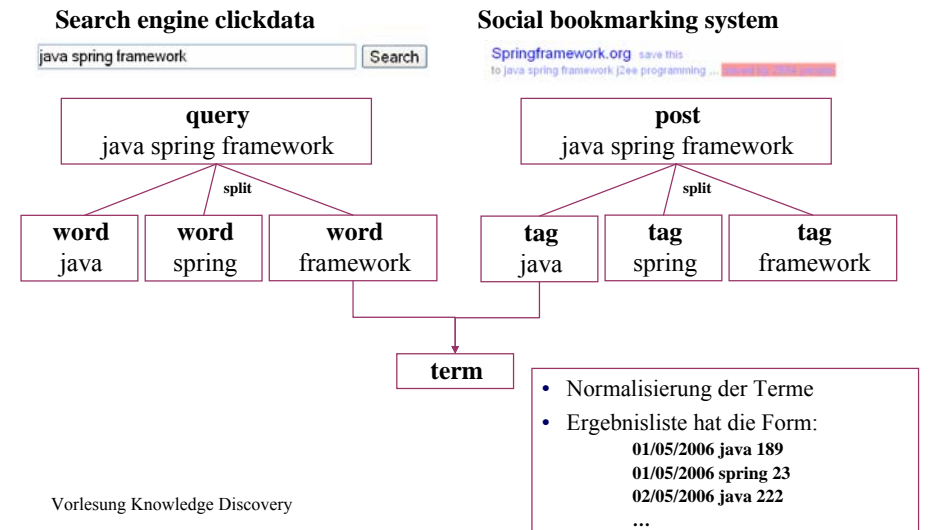 Search engine clickdata
java spring framework
Search
query
java spring framework
split
word
java
word
spring
word
framework
Social bookmarking system
Springframework.org save this
to java spring framework j2ee programming ...
post
java spring framework
split
tag
java
tag
spring
tag
framework
term
• Normalisierung der Terme
• Ergebnisliste hat die Form:
01/05/2006 java 189
01/05/2006 spring 23
02/05/2006 java 222
...
Vorlesung Knowledge Discovery